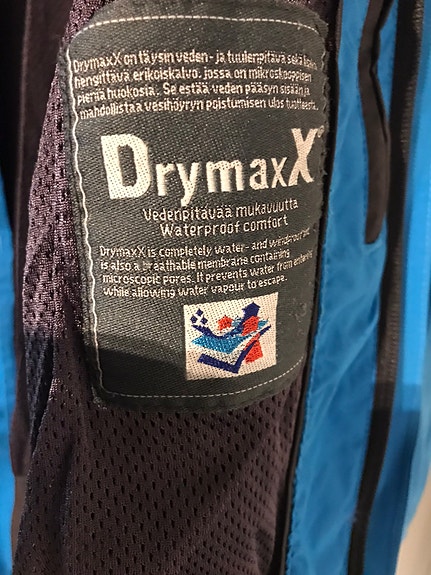 DrymaxX on täysin veden- ja tuulenpitävä sekä
hengittävä erikoiskalvo, jossa on mikroskooppisen
pieniä huokosia. Se estää veden pääsyn sisään ja
mahdollistaa vesihöyryn poistumisen ulos tuotteesta.
DrymaxX
Vedenpitävää mukavuutta
Waterproof comfort
DrymaxX is completely water- and windproof
is also a breathable membrane containing
microscopic pores. It prevents water from entering
while allowing water vapour to escape.